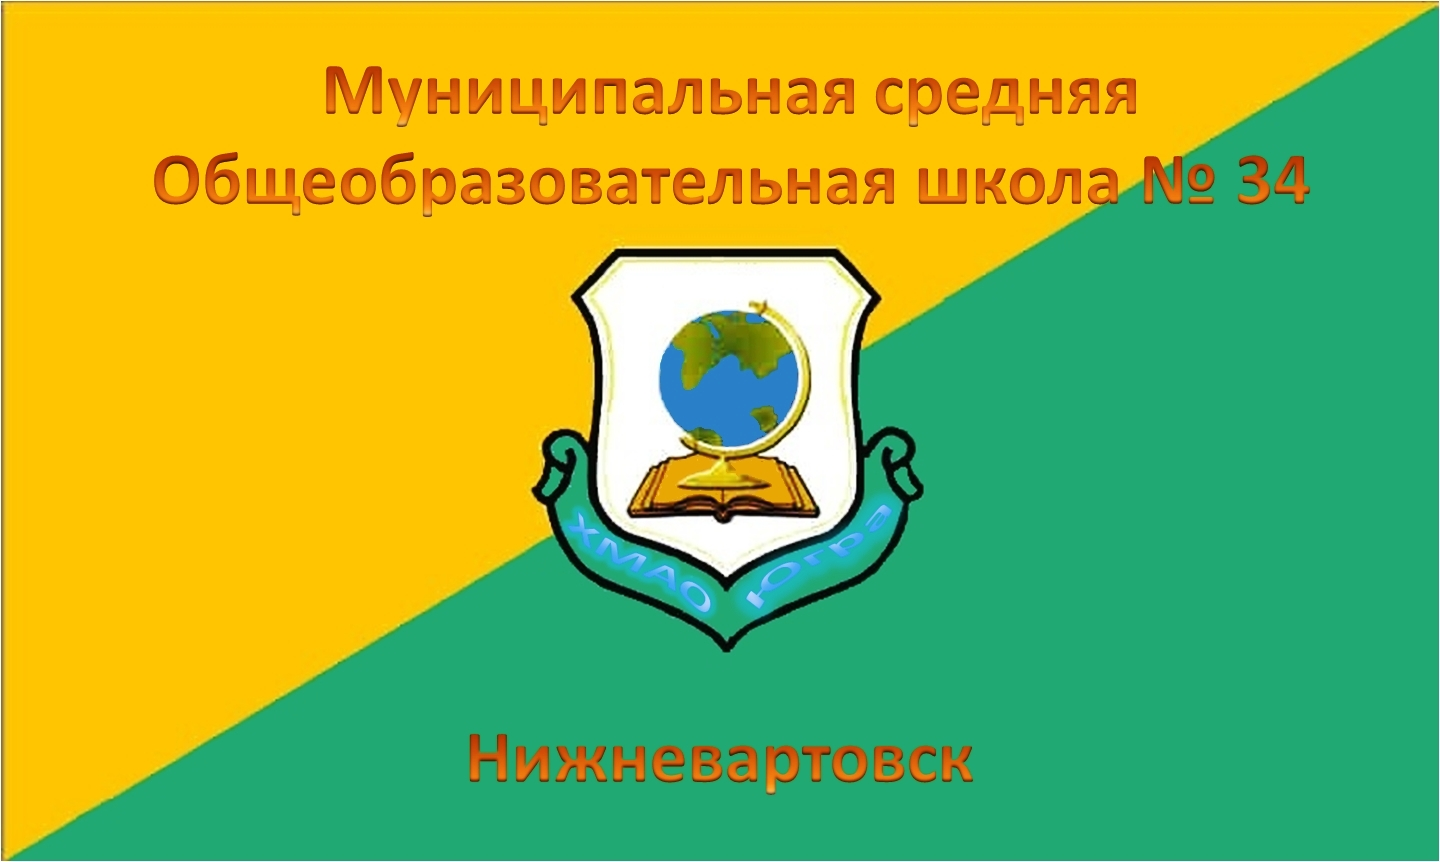 Муниципальная средняя
Общеобразовательная школа № 34
хМАО Югра
Нижневартовск